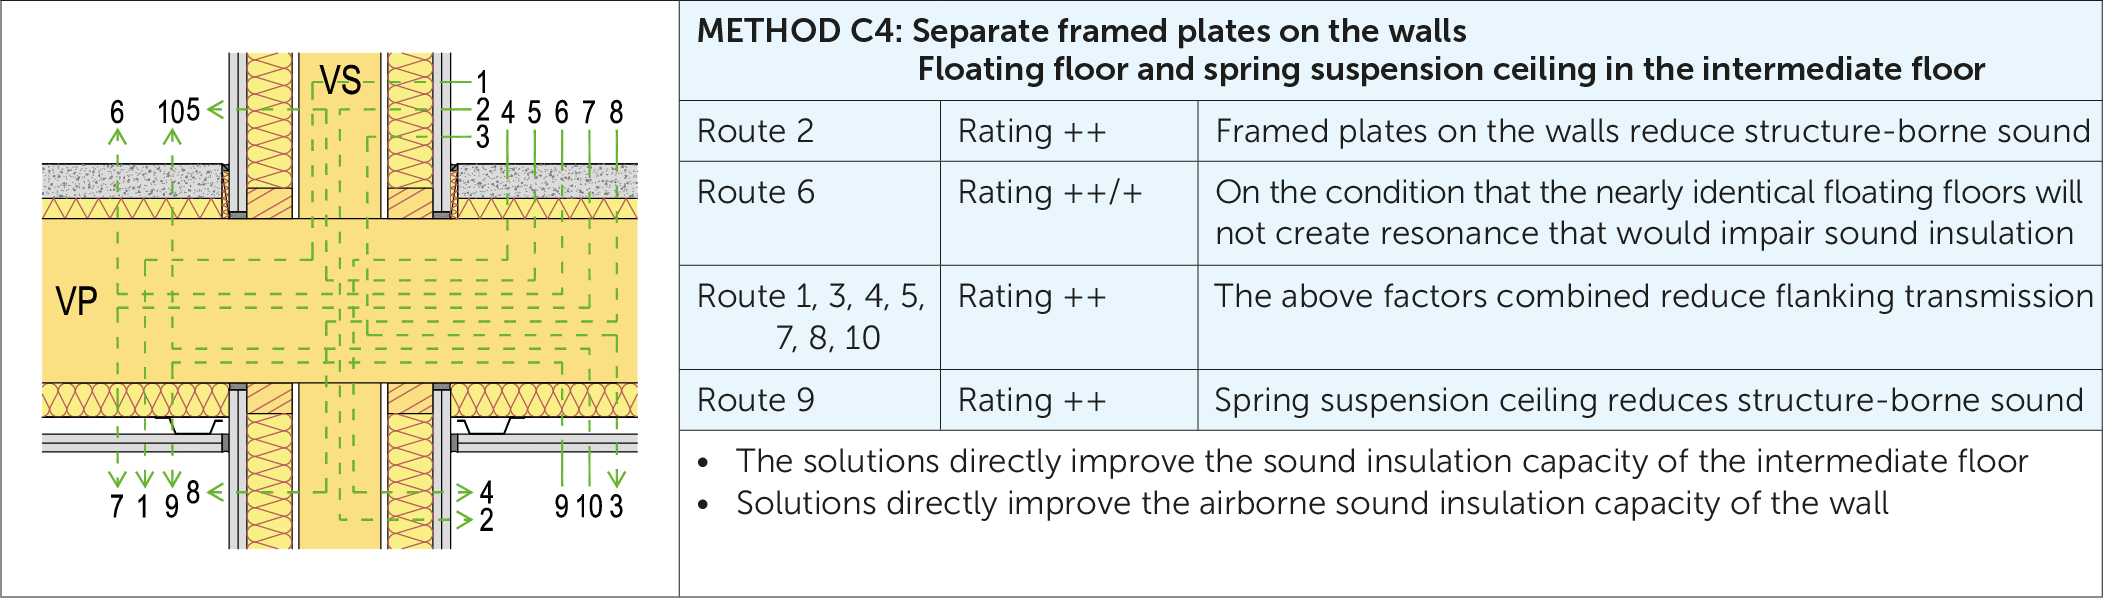 VS
1
2
3
6
10
5
4 5 6 7 8
VP
7 1 9 8
4
2
9 10 3
METHOD C4: Separate framed plates on the walls
Floating floor and spring suspension ceiling in the intermediate floor
Route 2 Rating ++ Framed plates on the walls reduce structure-borne sound
Route 6 Rating ++/+ On the condition that the nearly identical floating floors will
not create resonance that would impair sound insulation
Route 1, 3, 4, 5, Rating ++ The above factors combined reduce flanking transmission
7, 8, 10
Route 9 Rating ++ Spring suspension ceiling reduces structure-borne sound
• The solutions directly improve the sound insulation capacity of the intermediate floor
• Solutions directly improve the airborne sound insulation capacity of the wall